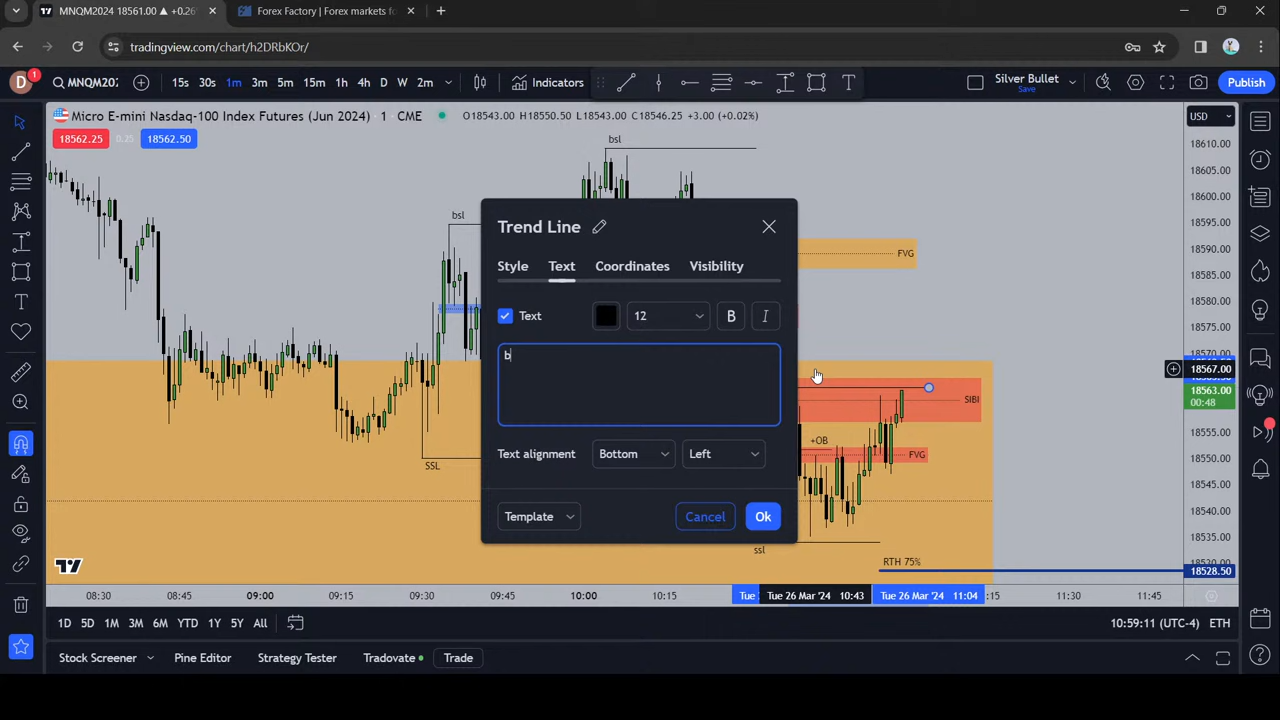 MNQM2024 18561.00 ▲ +0.26
Forex Factory | Forex markets fo
tradingview.com/chart/h2DRbKOr/
D 1 MNQM202 15s 30s 1m 3m 5m 15m 1h 4h D W 2m Indicators Silver Bullet Save Publish
Micro E-mini Nasdaq-100 Index Futures (Jun 2024) · 1 · CME O18543.00 H18550.50 L18543.00 C18546.25 +3.00 (+0.02%) USD
18562.25 0.25 18562.50
bsl
18610.00
18605.00
18600.00
18595.00
bsl
18590.00
FVG
18585.00
18580.00
18575.00
18570.00
18567.00
18563.00
00:48
SIBI
18555.00
+OB
FVG
18550.00
SSL
18545.00
18540.00
18535.00
ssl
RTH 75%
18528.50
Trend Line
Style Text Coordinates Visibility
Text 12 B I
b
Text alignment Bottom Left
Template Cancel Ok
08:30 08:45 09:00 09:15 09:30 09:45 10:00 10:15 Tue Tue 26 Mar '24 10:43 Tue 26 Mar '24 11:04 :15 11:30 11:45
1D 5D 1M 3M 6M YTD 1Y 5Y All 10:59:11 (UTC-4) ETH
Stock Screener Pine Editor Strategy Tester Tradovate Trade